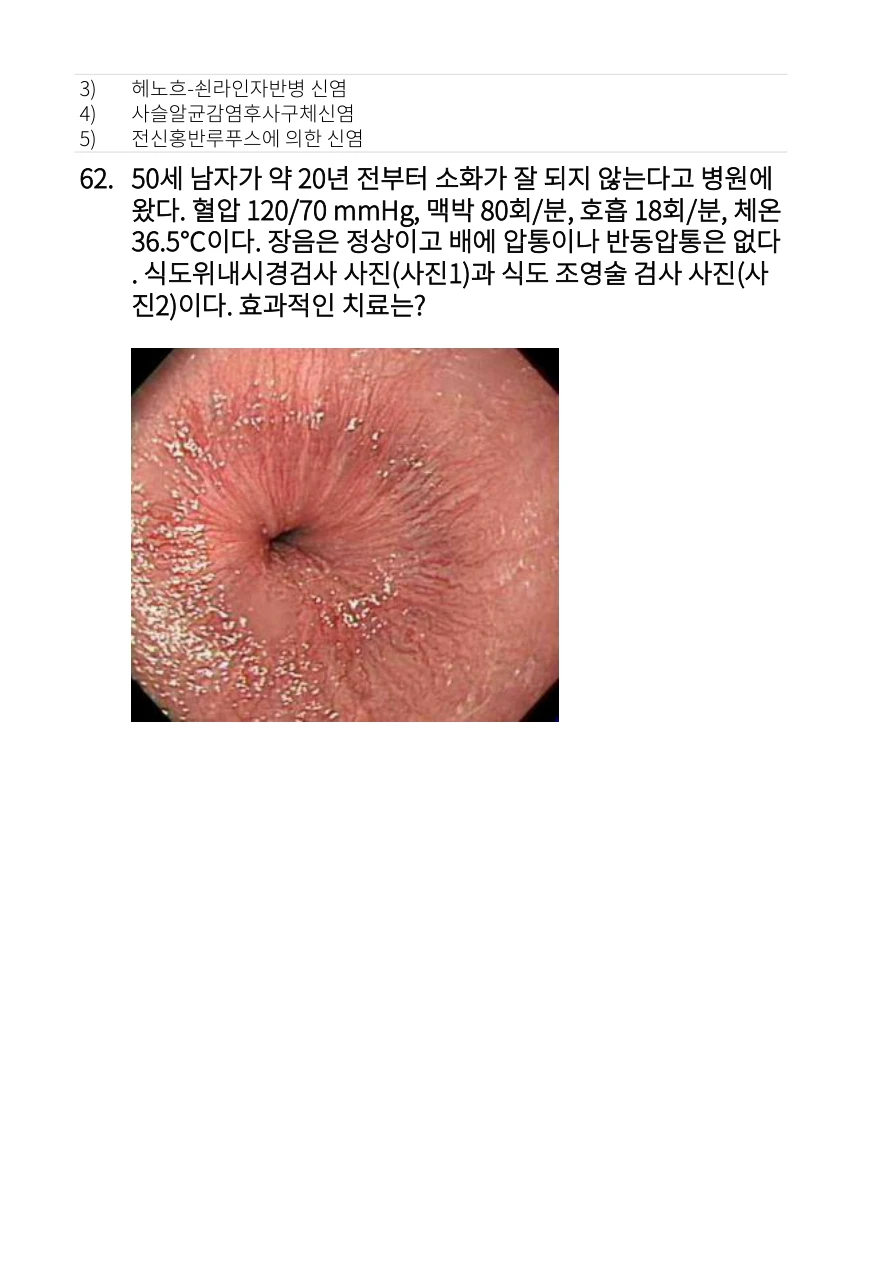 3) 헤노흐-쇤라인자반병 신염
4) 사슬알균감염후사구체신염
5) 전신홍반루푸스에 의한 신염
62. 50세 남자가 약 20년 전부터 소화가 잘 되지 않는다고 병원에
왔다. 혈압 120/70 mmHg, 맥박 80회/분, 호흡 18회/분, 체온
36.5℃이다. 장음은 정상이고 배에 압통이나 반동압통은 없다
. 식도위내시경검사 사진(사진1)과 식도 조영술 검사 사진(사
진2)이다. 효과적인 치료는?